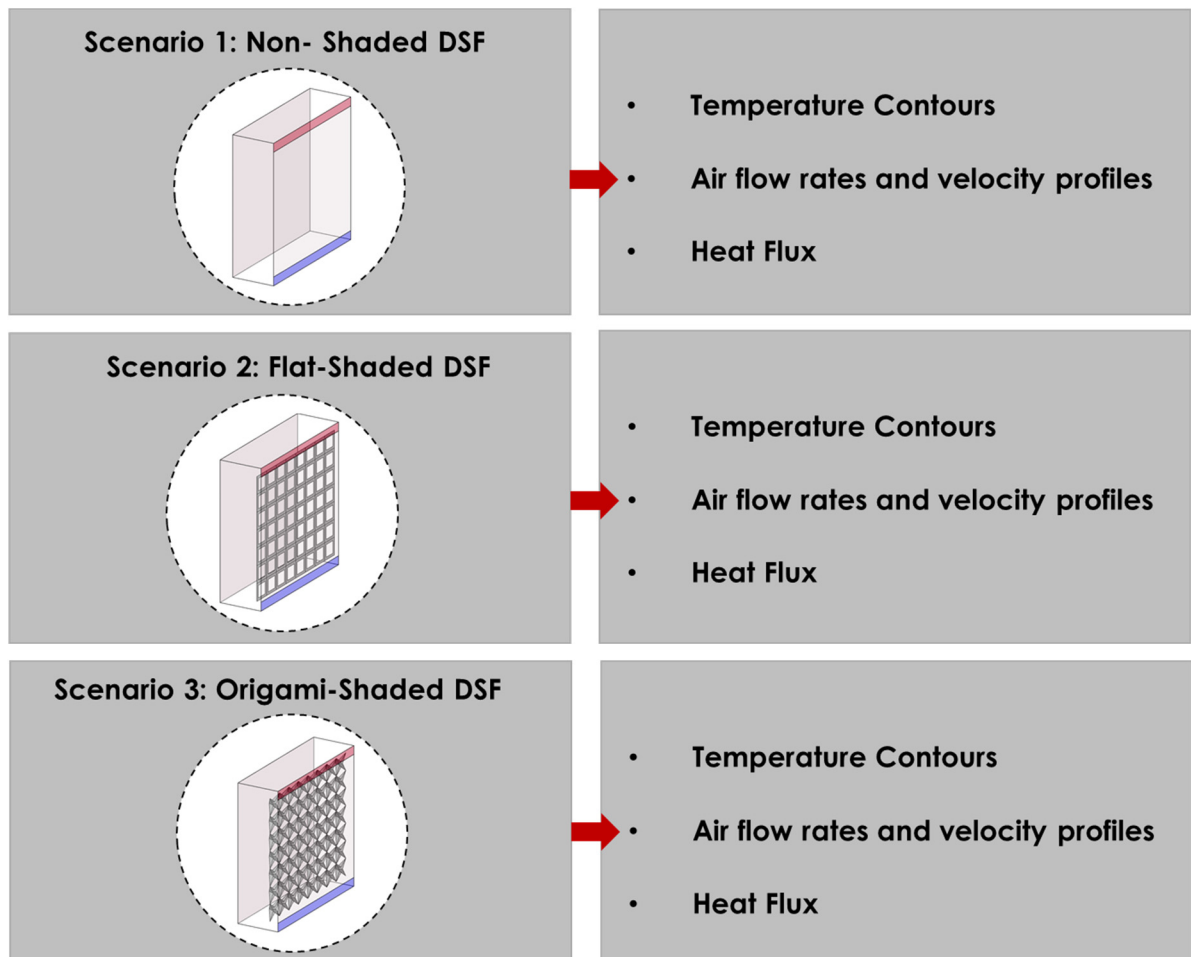 Scenario 1: Non- Shaded DSF
• Temperature Contours
• Air flow rates and velocity profiles
• Heat Flux
Scenario 2: Flat-Shaded DSF
• Temperature Contours
• Air flow rates and velocity profiles
• Heat Flux
Scenario 3: Origami-Shaded DSF
• Temperature Contours
• Air flow rates and velocity profiles
• Heat Flux